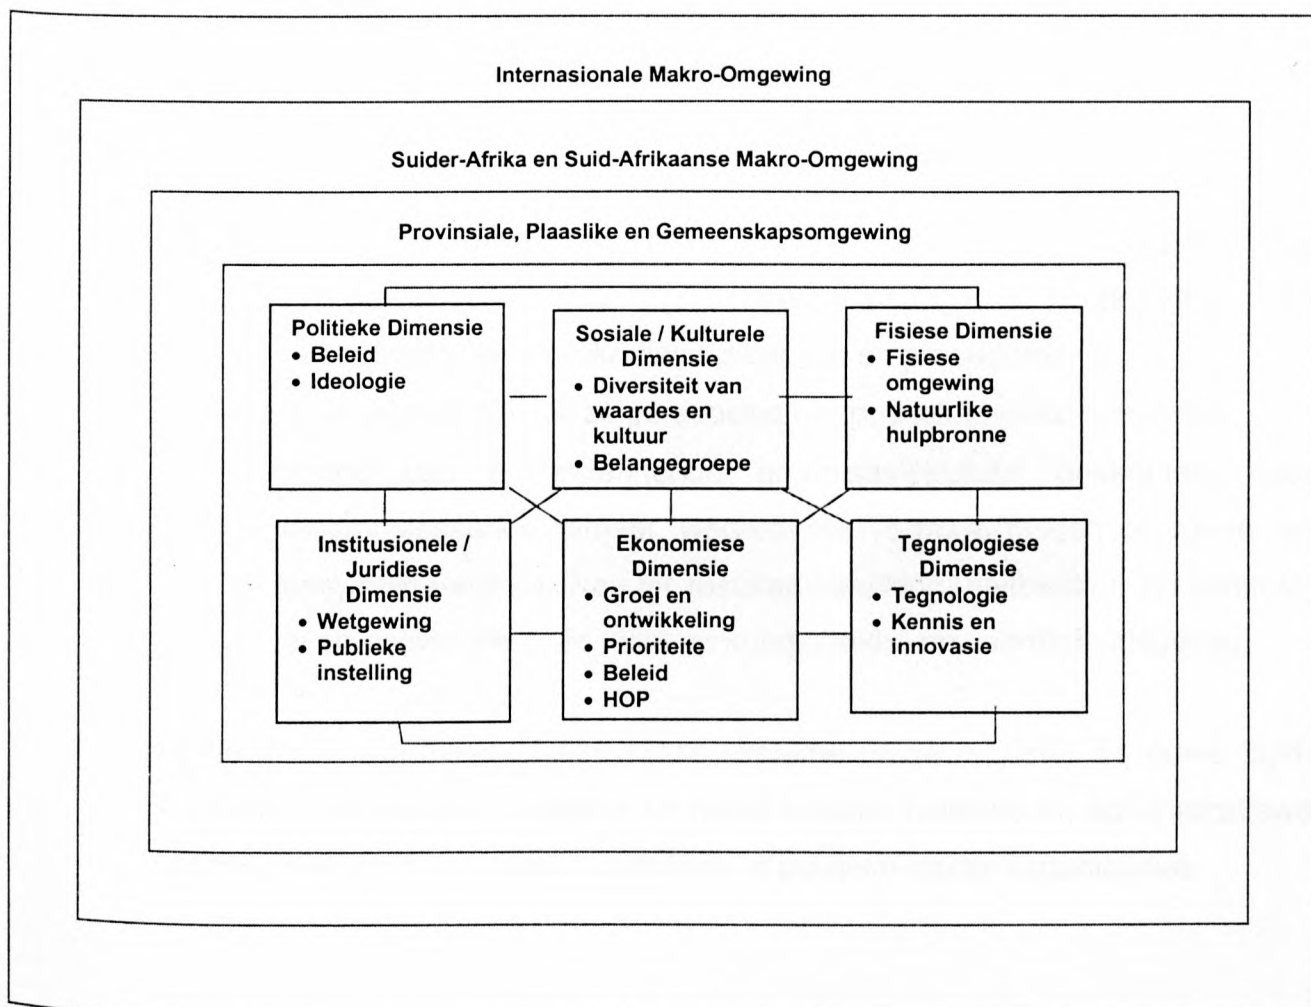 Internasionale Makro-Omgewing
Suider-Afrika en Suid-Afrikaanse Makro-Omgewing
Provinsiale, Plaaslike en Gemeenskapsomgewing
Politieke Dimensie
• Beleid
• Ideologie
Sosiale / Kulturele
Dimensie
• Diversiteit van
waardes en
kultuur
• Belangegroepe
Fisiese Dimensie
• Fisiese
omgewing
• Natuurlike
hulpbronne
Institusionele /
Juridiese
Dimensie
• Wetgewing
• Publieke
instelling
Ekonomiese
Dimensie
• Groei en
ontwikkeling
• Prioriteite
• Beleid
• HOP
Tegnologiese
Dimensie
• Tegnologie
• Kennis en
innovasie